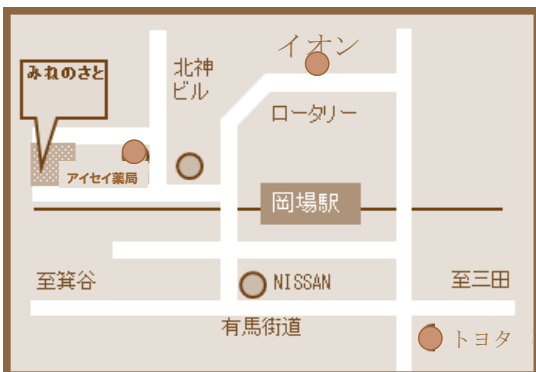 イオン
みねのさと
北神
ビル
ロータリー
アイセイ薬局
岡場駅
至箕谷
NISSAN
至三田
有馬街道
トヨタ